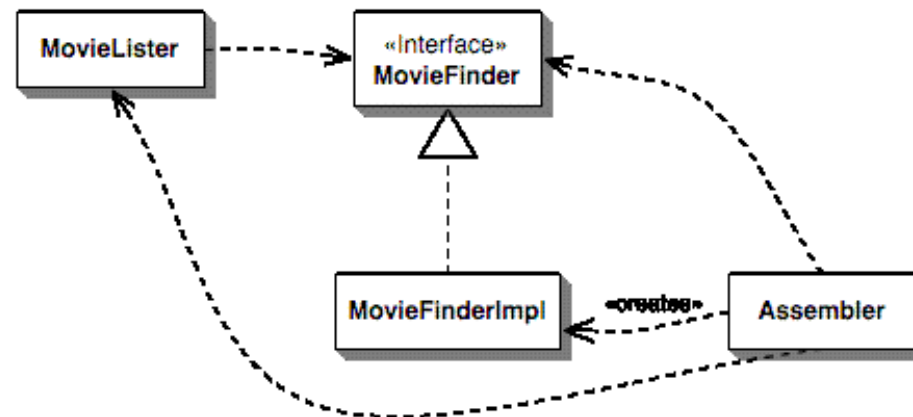 MovieLister
«Interface»
MovieFinder
MovieFinderImpl
«creates»
Assembler